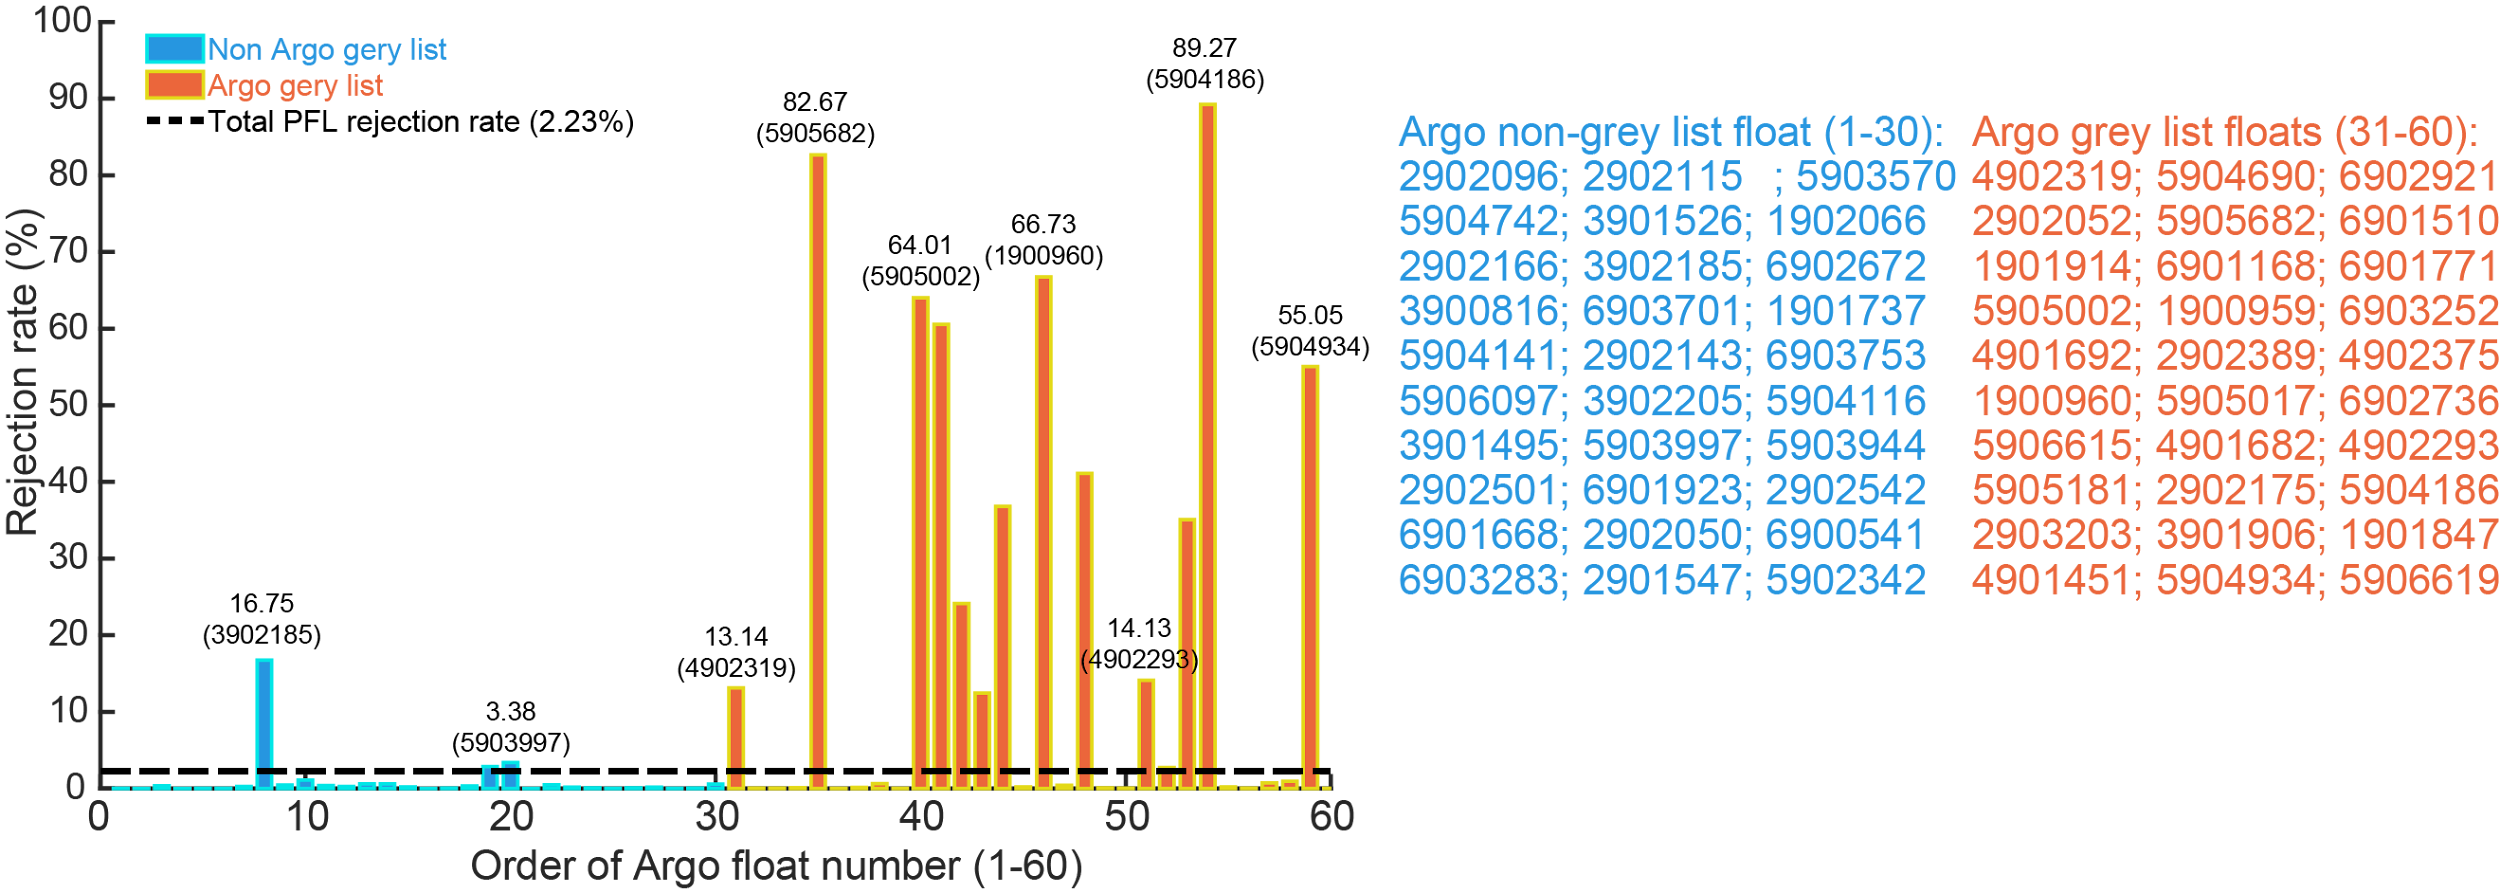 100
90
80
70
60
50
40
30
20
10
0
Rejection rate (%)
Non Argo gery list
Argo gery list
Total PFL rejection rate (2.23%)
16.75
(3902185)
3.38
(5903997)
13.14
(4902319)
82.67
(5905682)
64.01
(5905002)
66.73
(1900960)
14.13
(4902293)
89.27
(5904186)
55.05
(5904934)
0 10 20 30 40 50 60
Order of Argo float number (1-60)
Argo non-grey list float (1-30):
2902096; 2902115 ; 5903570
5904742; 3901526; 1902066
2902166; 3902185; 6902672
3900816; 6903701; 1901737
5904141; 2902143; 6903753
5906097; 3902205; 5904116
3901495; 5903997; 5903944
2902501; 6901923; 2902542
6901668; 2902050; 6900541
6903283; 2901547; 5902342
Argo grey list floats (31-60):
4902319; 5904690; 6902921
2902052; 5905682; 6901510
1901914; 6901168; 6901771
5905002; 1900959; 6903252
4901692; 2902389; 4902375
1900960; 5905017; 6902736
5906615; 4901682; 4902293
5905181; 2902175; 5904186
2903203; 3901906; 1901847
4901451; 5904934; 5906619